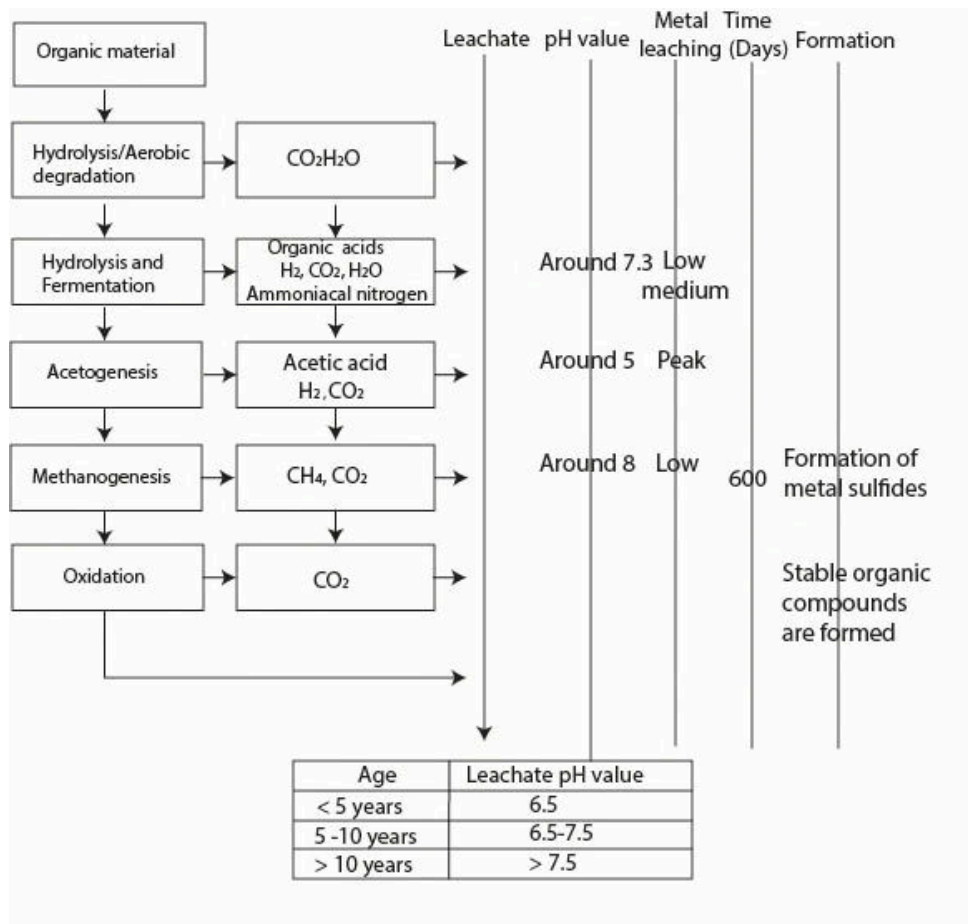 Organic material
Leachate pH value Metal leaching Time (Days) Formation
Hydrolysis/Aerobic
degradation
CO₂H₂O
Hydrolysis and
Fermentation
Organic acids
H₂, CO₂, H₂O
Ammoniacal nitrogen
Around 7.3 Low
medium
Acetogenesis
Acetic acid
H₂,CO₂
Around 5 Peak
Methanogenesis
CH₄, CO₂
Around 8 Low
600
Formation of
metal sulfides
Oxidation
CO₂
Stable organic
compounds
are formed
Age Leachate pH value
< 5 years 6.5
5 -10 years 6.5-7.5
> 10 years > 7.5